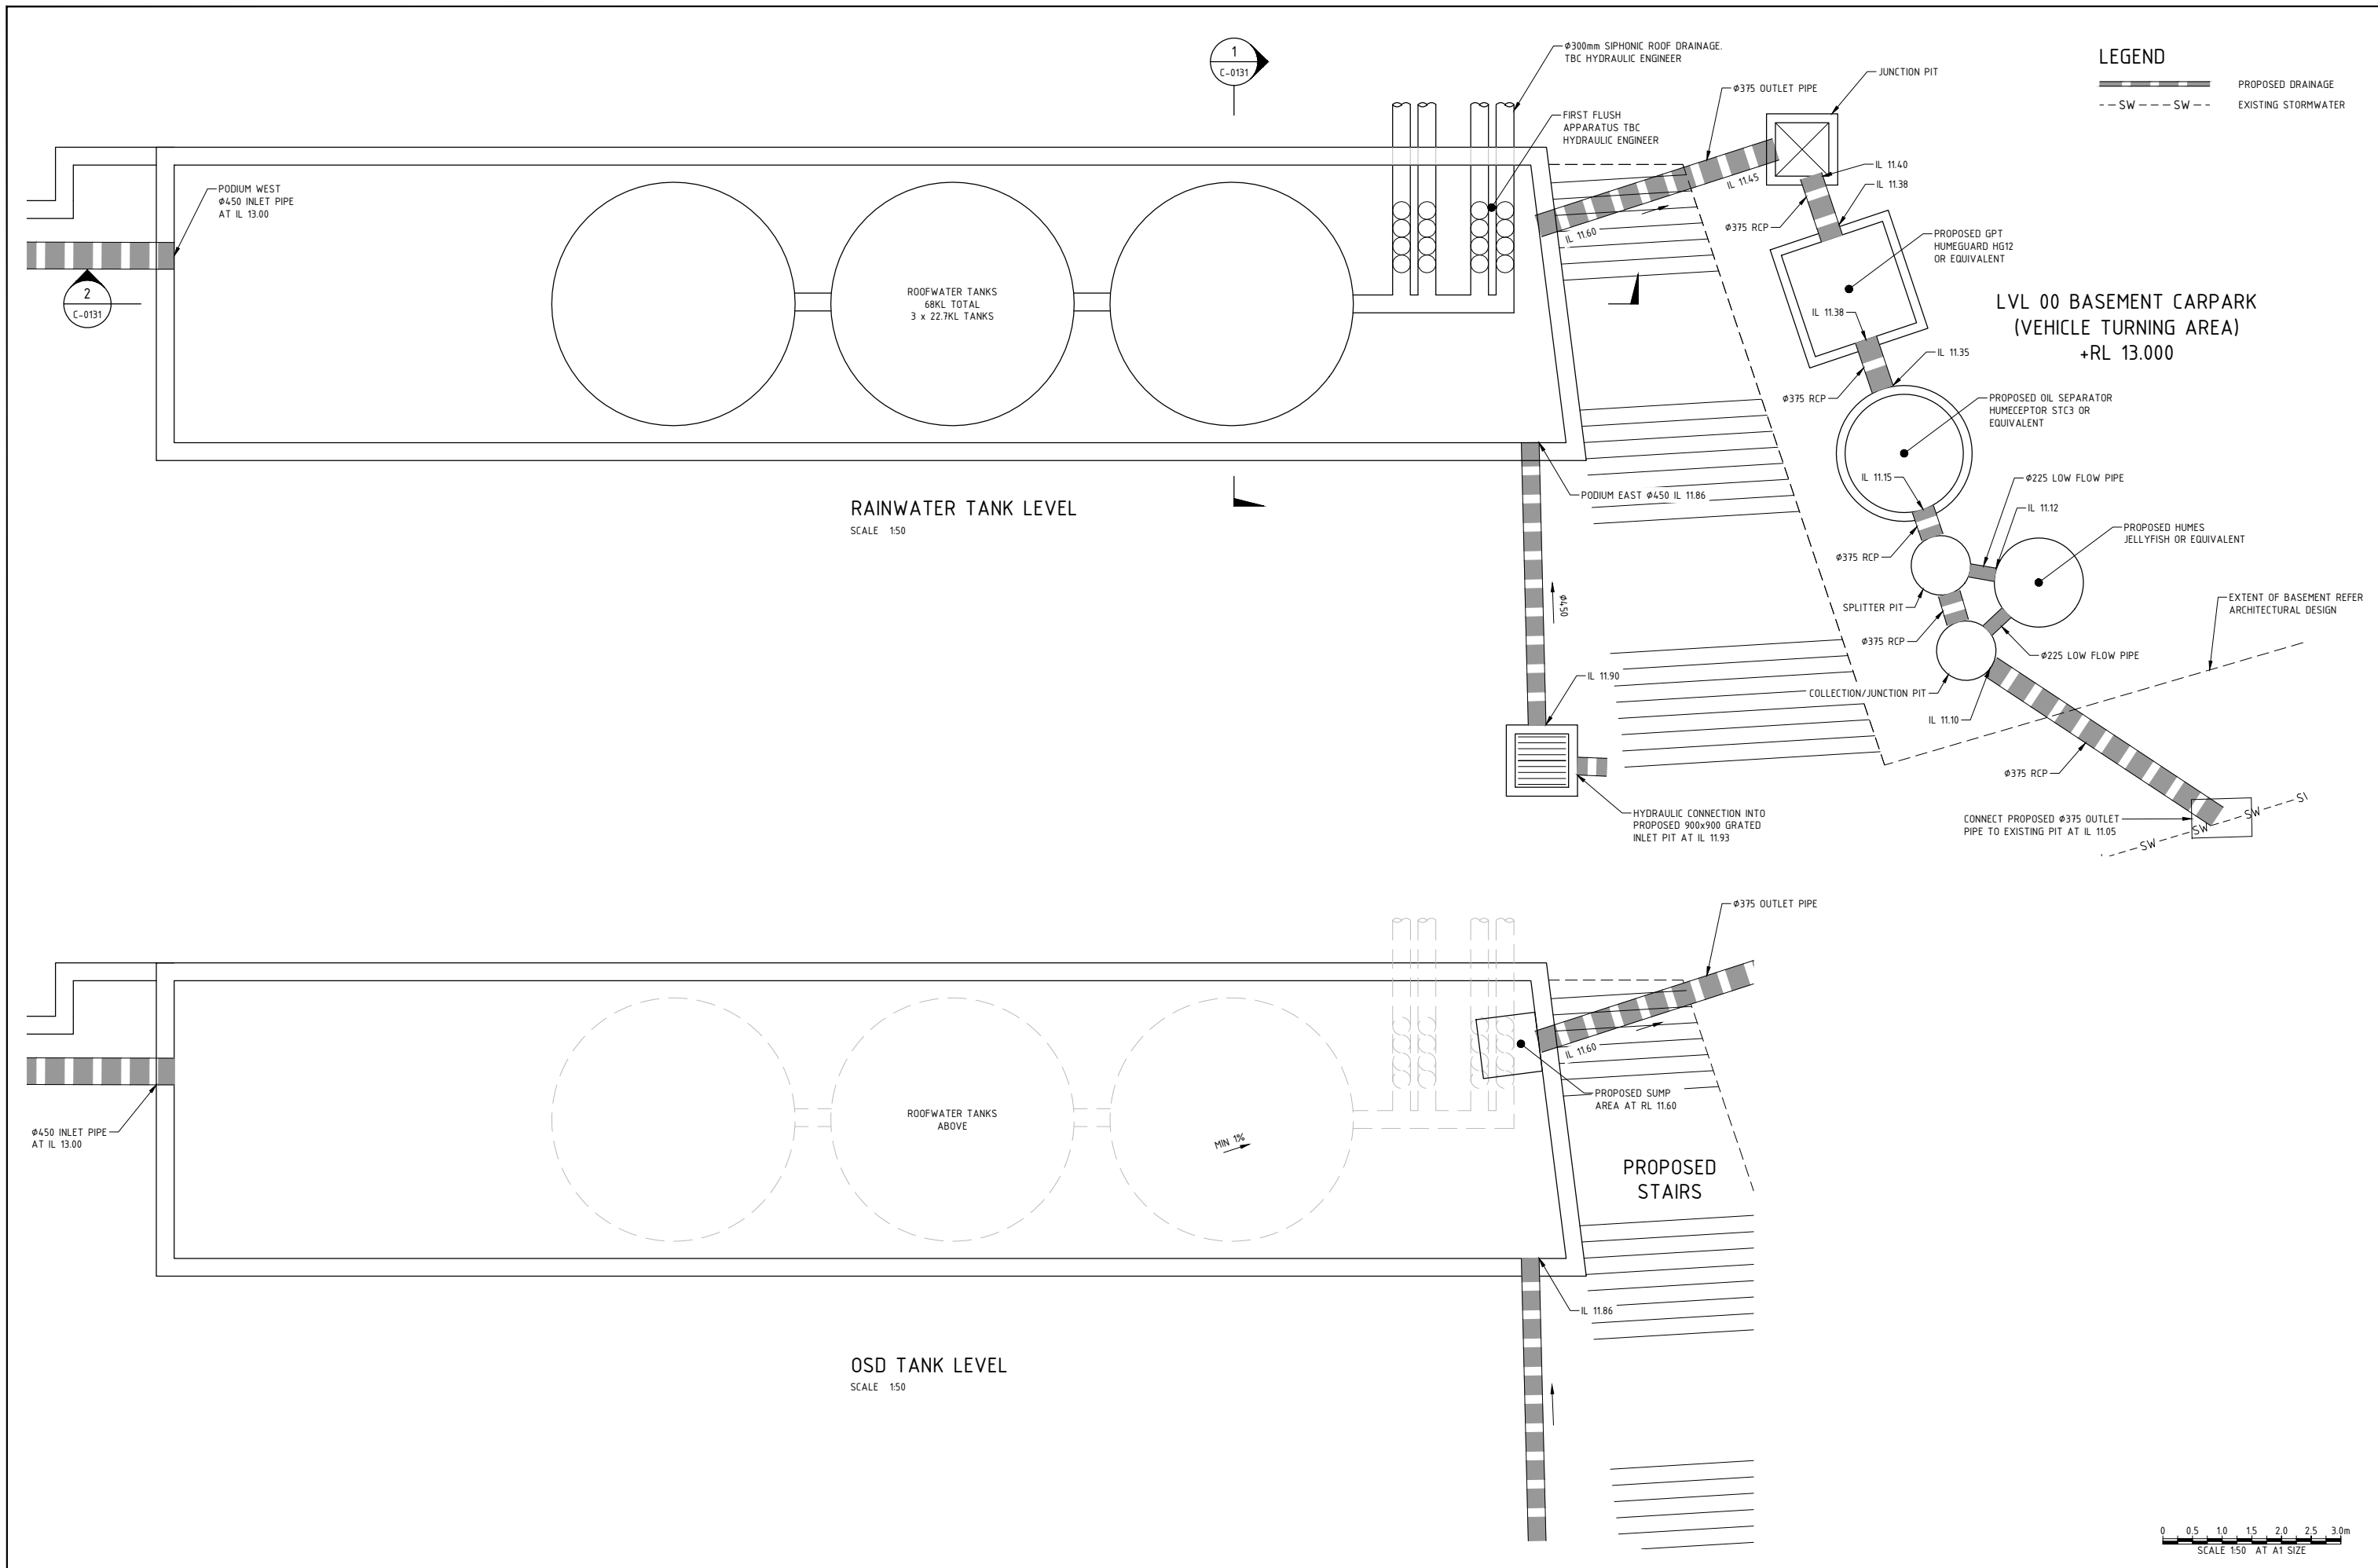 1
C-0131
Ø300mm SIPHONIC ROOF DRAINAGE.
TBC HYDRAULIC ENGINEER
FIRST FLUSH
APPARATUS TBC
HYDRAULIC ENGINEER
Ø375 OUTLET PIPE
JUNCTION PIT
LEGEND
PROPOSED DRAINAGE
SW SW
EXISTING STORMWATER
PODIUM WEST
Ø450 INLET PIPE
AT IL 13.00
2
C-0131
ROOFWATER TANKS
68KL TOTAL
3 x 22.7KL TANKS
IL 11.60
IL 11.45
IL 11.40
IL 11.38
Ø375 RCP
PROPOSED GPT
HUMEGUARD HG12
OR EQUIVALENT
LVL 00 BASEMENT CARPARK
(VEHICLE TURNING AREA)
+RL 13.000
IL 11.38
IL 11.35
Ø375 RCP
PROPOSED OIL SEPARATOR
HUMECEPTOR STC3 OR
EQUIVALENT
IL 11.15
Ø225 LOW FLOW PIPE
IL 11.12
PROPOSED HUMES
JELLYFISH OR EQUIVALENT
Ø375 RCP
SPLITTER PIT
Ø375 RCP
Ø225 LOW FLOW PIPE
EXTENT OF BASEMENT REFER
ARCHITECTURAL DESIGN
COLLECTION/JUNCTION PIT
IL 11.10
Ø375 RCP
CONNECT PROPOSED Ø375 OUTLET
PIPE TO EXISTING PIT AT IL 11.05
SW
SW
SW
SI
PODIUM EAST Ø450 IL 11.86
Ø450
IL 11.90
HYDRAULIC CONNECTION INTO
PROPOSED 900x900 GRATED
INLET PIT AT IL 11.93
RAINWATER TANK LEVEL
SCALE 1:50
Ø375 OUTLET PIPE
IL 11.60
PROPOSED SUMP
AREA AT RL 11.60
Ø450 INLET PIPE
AT IL 13.00
ROOFWATER TANKS
ABOVE
MIN 1%
PROPOSED
STAIRS
IL 11.86
OSD TANK LEVEL
SCALE 1:50
0 0.5 1.0 1.5 2.0 2.5 3.0m
SCALE 1:50 AT A1 SIZE